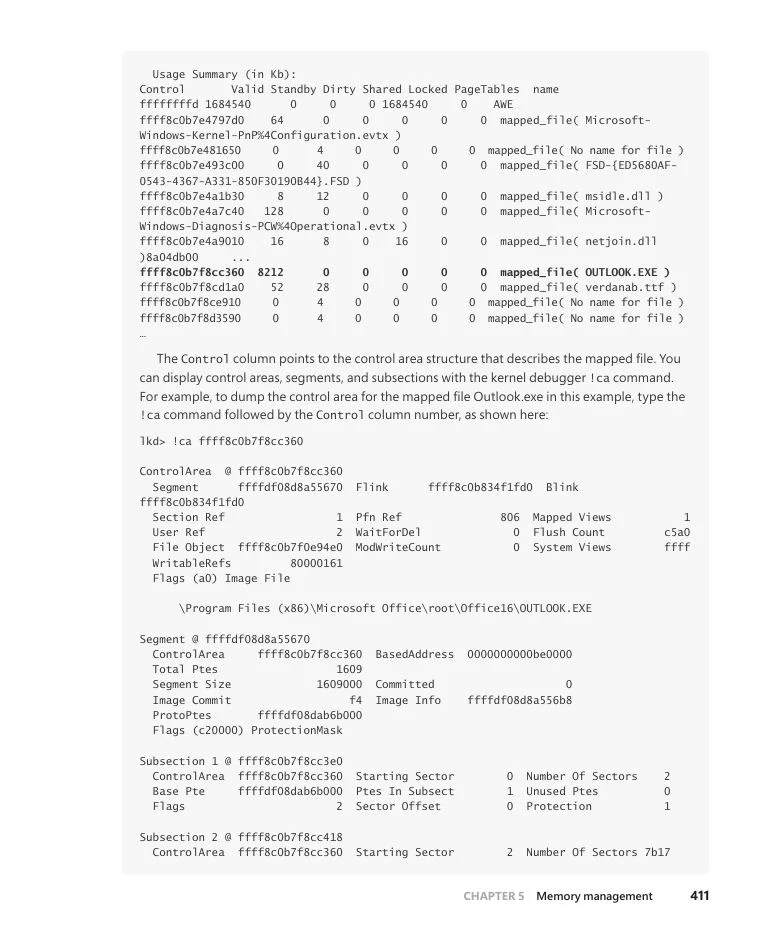 Usage Summary (in Kb):
Control Valid Standby Dirty Shared Locked PageTables name
ffffffffd 1684540 0 0 0 1684540 0 AWE
ffff8c0b7e4797d0 64 0 0 0 0 0 mapped_file( Microsoft-
Windows-Kernel-PnP%4Configuration.evtx )
ffff8c0b7e481650 0 4 0 0 0 0 mapped_file( No name for file )
ffff8c0b7e493c00 0 40 0 0 0 0 mapped_file( FSD-{ED5680AF-
0543-4367-A331-850F30190B44}.FSD )
ffff8c0b7e4a1b30 8 12 0 0 0 0 mapped_file( msidle.dll )
ffff8c0b7e4a7c40 128 0 0 0 0 0 mapped_file( Microsoft-
Windows-Diagnosis-PCW%4Operational.evtx )
ffff8c0b7e4a9010 16 8 0 16 0 0 mapped_file( netjoin.dll
)8a04db00 ...
ffff8c0b7f8cc360 8212 0 0 0 0 0 mapped_file( OUTLOOK.EXE )
ffff8c0b7f8cd1a0 52 28 0 0 0 0 mapped_file( verdanab.ttf )
ffff8c0b7f8ce910 0 4 0 0 0 0 mapped_file( No name for file )
ffff8c0b7f8d3590 0 4 0 0 0 0 mapped_file( No name for file )
…
The Control column points to the control area structure that describes the mapped file. You
can display control areas, segments, and subsections with the kernel debugger !ca command.
For example, to dump the control area for the mapped file Outlook.exe in this example, type the
!ca command followed by the Control column number, as shown here:
lkd> !ca ffff8c0b7f8cc360
ControlArea @ ffff8c0b7f8cc360
Segment ffffdf08d8a55670 Flink ffff8c0b834f1fd0 Blink
ffff8c0b834f1fd0
Section Ref 1 Pfn Ref 806 Mapped Views 1
User Ref 2 WaitForDel 0 Flush Count c5a0
File Object ffff8c0b7f0e94e0 ModWriteCount 0 System Views ffff
WritableRefs 80000161
Flags (a0) Image File
\Program Files (x86)\Microsoft Office\root\Office16\OUTLOOK.EXE
Segment @ ffffdf08d8a55670
ControlArea ffff8c0b7f8cc360 BasedAddress 0000000000be0000
Total Ptes 1609
Segment Size 1609000 Committed 0
Image Commit f4 Image Info ffffdf08d8a556b8
ProtoPtes ffffdf08dab6b000
Flags (c20000) ProtectionMask
Subsection 1 @ ffff8c0b7f8cc3e0
ControlArea ffff8c0b7f8cc360 Starting Sector 0 Number Of Sectors 2
Base Pte ffffdf08dab6b000 Ptes In Subsect 1 Unused Ptes 0
Flags 2 Sector Offset 0 Protection 1
Subsection 2 @ ffff8c0b7f8cc418
ControlArea ffff8c0b7f8cc360 Starting Sector 2 Number Of Sectors 7b17
CHAPTER 5 Memory management 411